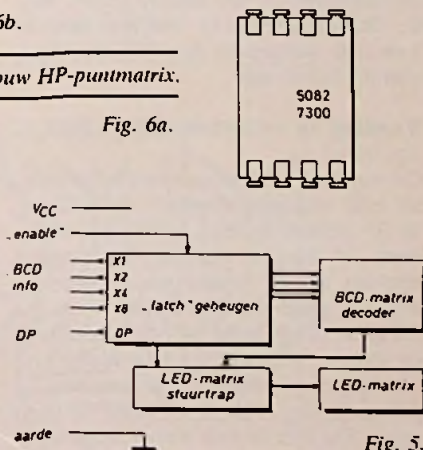 6b.
ouw HP-puntmatrix.
Fig. 6a.
5082
7300
VCC
„enable"
BCD
info
X1
X2
X4
X8
DP
DP
„latch" geheugen
BCD-matrix
decoder
LED-matrix
stuurtrap
LED-matrix
aarde
Fig. 5.